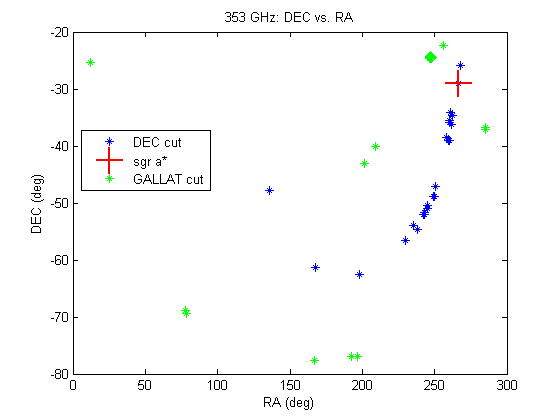 353 GHz: DEC vs. RA
-20
-30
-40
-50
-60
-70
-80
DEC (deg)
DEC cut
sgr a*
GALLAT cut
0 50 100 150 200 250 300
RA (deg)